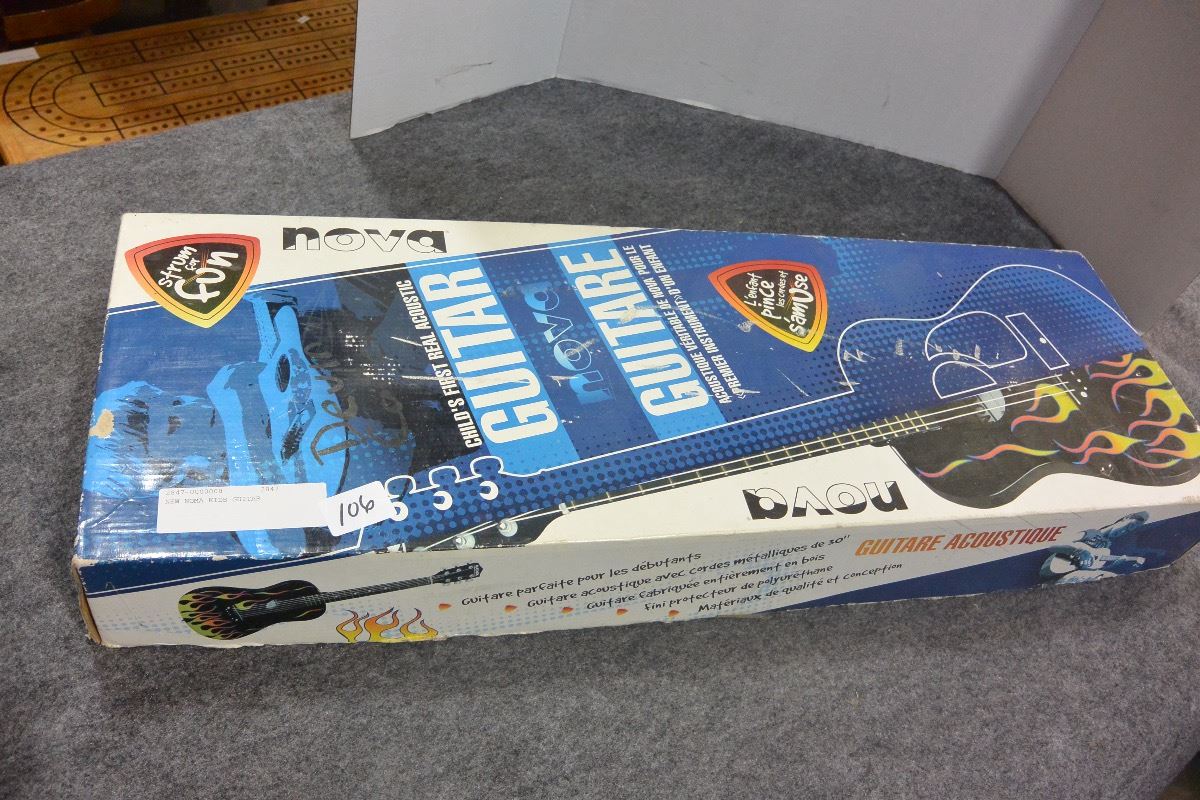 nova
strum
for
fun
CHILD'S FIRST REAL ACOUSTIC
GUITAR
nova
GUITARE
ACOUSTIQUE VÉRITABLE DE NOVA POUR LE
«PREMIER INSTRUMENT» D'UN ENFANT
L'enfant
pince
les cordes et
s'amuse
nova
NEW NOVA KIDS GUITAR
106
Guitare parfaite pour les débutants
Guitare acoustique avec cordes métalliques de 30"
Guitare fabriquée entièrement en bois
Fini protecteur de polyuréthane
Matériaux de qualité et conception
GUITARE ACOUSTIQUE